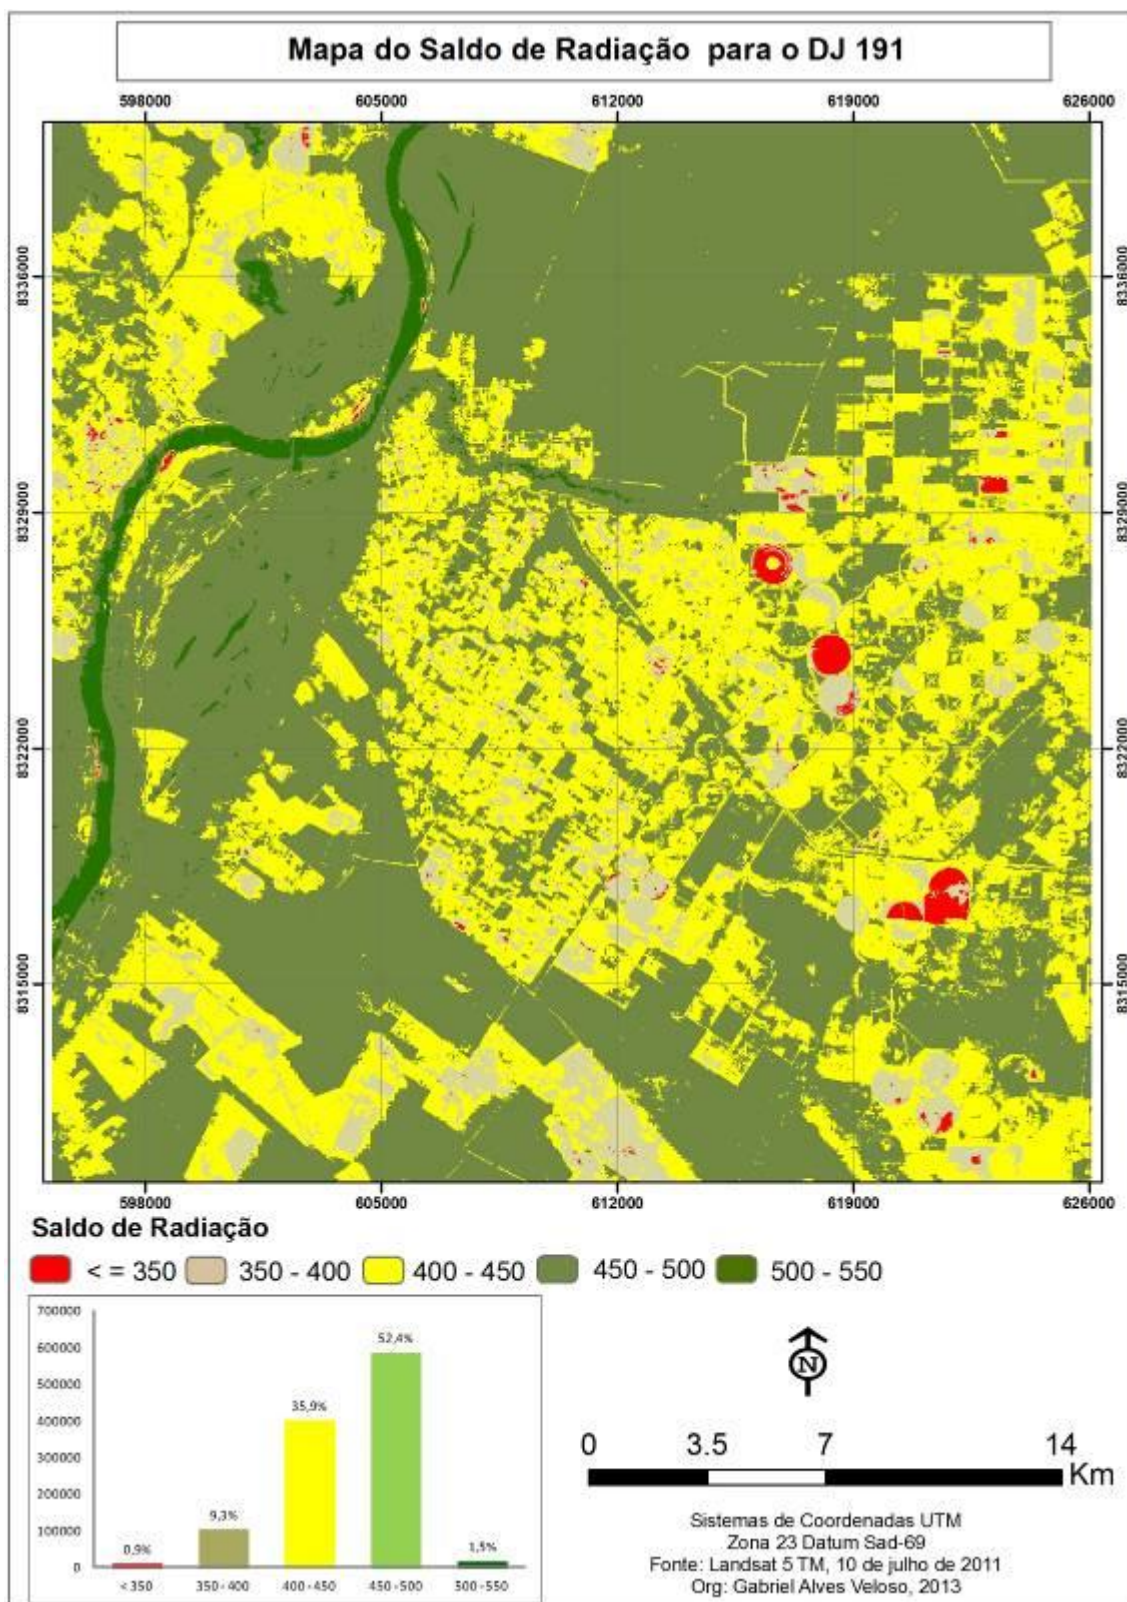 Mapa do Saldo de Radiação para o DJ 191
598000 605000 612000 619000 626000
8336000 8336000
8329000 8329000
8322000 8322000
8315000 8315000
598000 605000 612000 619000 626000
Saldo de Radiação
< = 350 350 - 400 400 - 450 450 - 500 500 - 550
700000
600000
500000
400000
300000
200000
100000
0
0,9% 9,3% 35,9% 52,4% 1,5%
<350 350-400 400-450 450-500 500-550
N
0 3.5 7 14
Km
Sistemas de Coordenadas UTM
Zona 23 Datum Sad-69
Fonte: Landsat 5 TM, 10 de julho de 2011
Org: Gabriel Alves Veloso, 2013